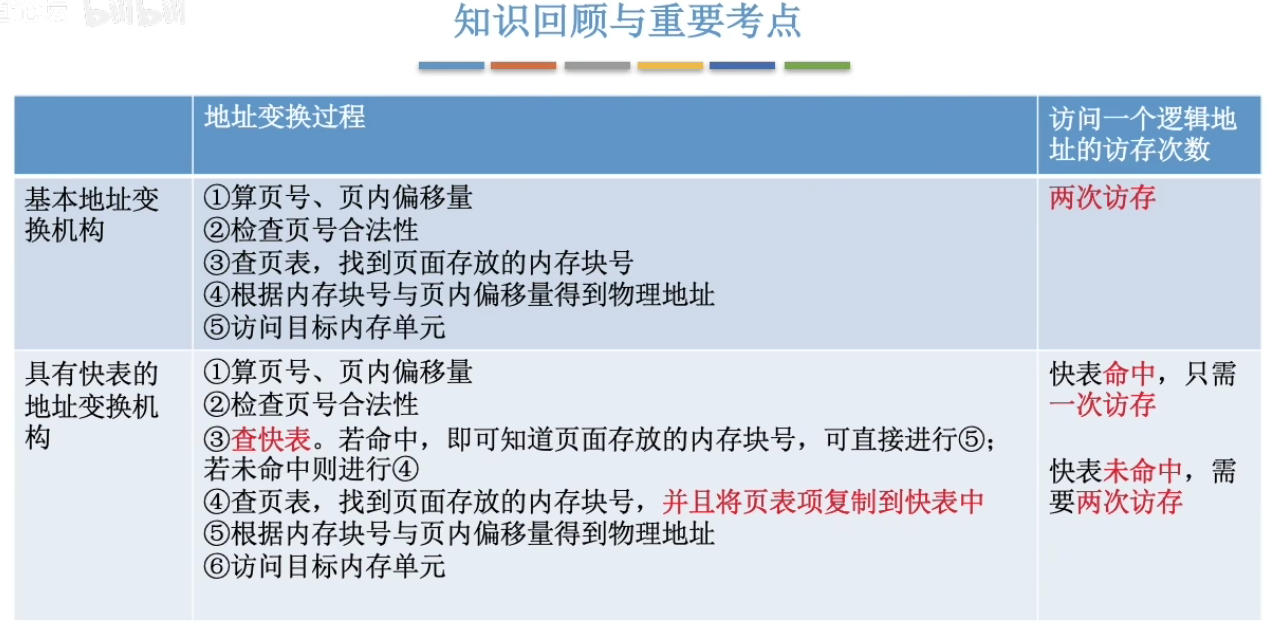 知识回顾与重要考点
地址变换过程
访问一个逻辑地
址的访存次数
基本地址变
换机构
①算页号、页内偏移量
②检查页号合法性
③查页表，找到页面存放的内存块号
④根据内存块号与页内偏移量得到物理地址
⑤访问目标内存单元
两次访存
具有快表的
地址变换机
构
①算页号、页内偏移量
②检查页号合法性
③查快表。若命中，即可知道页面存放的内存块号，可直接进行⑤；
若未命中则进行④
④查页表，找到页面存放的内存块号，并且将页表项复制到快表中
⑤根据内存块号与页内偏移量得到物理地址
⑥访问目标内存单元
快表命中，只需
一次访存
快表未命中，需
要两次访存